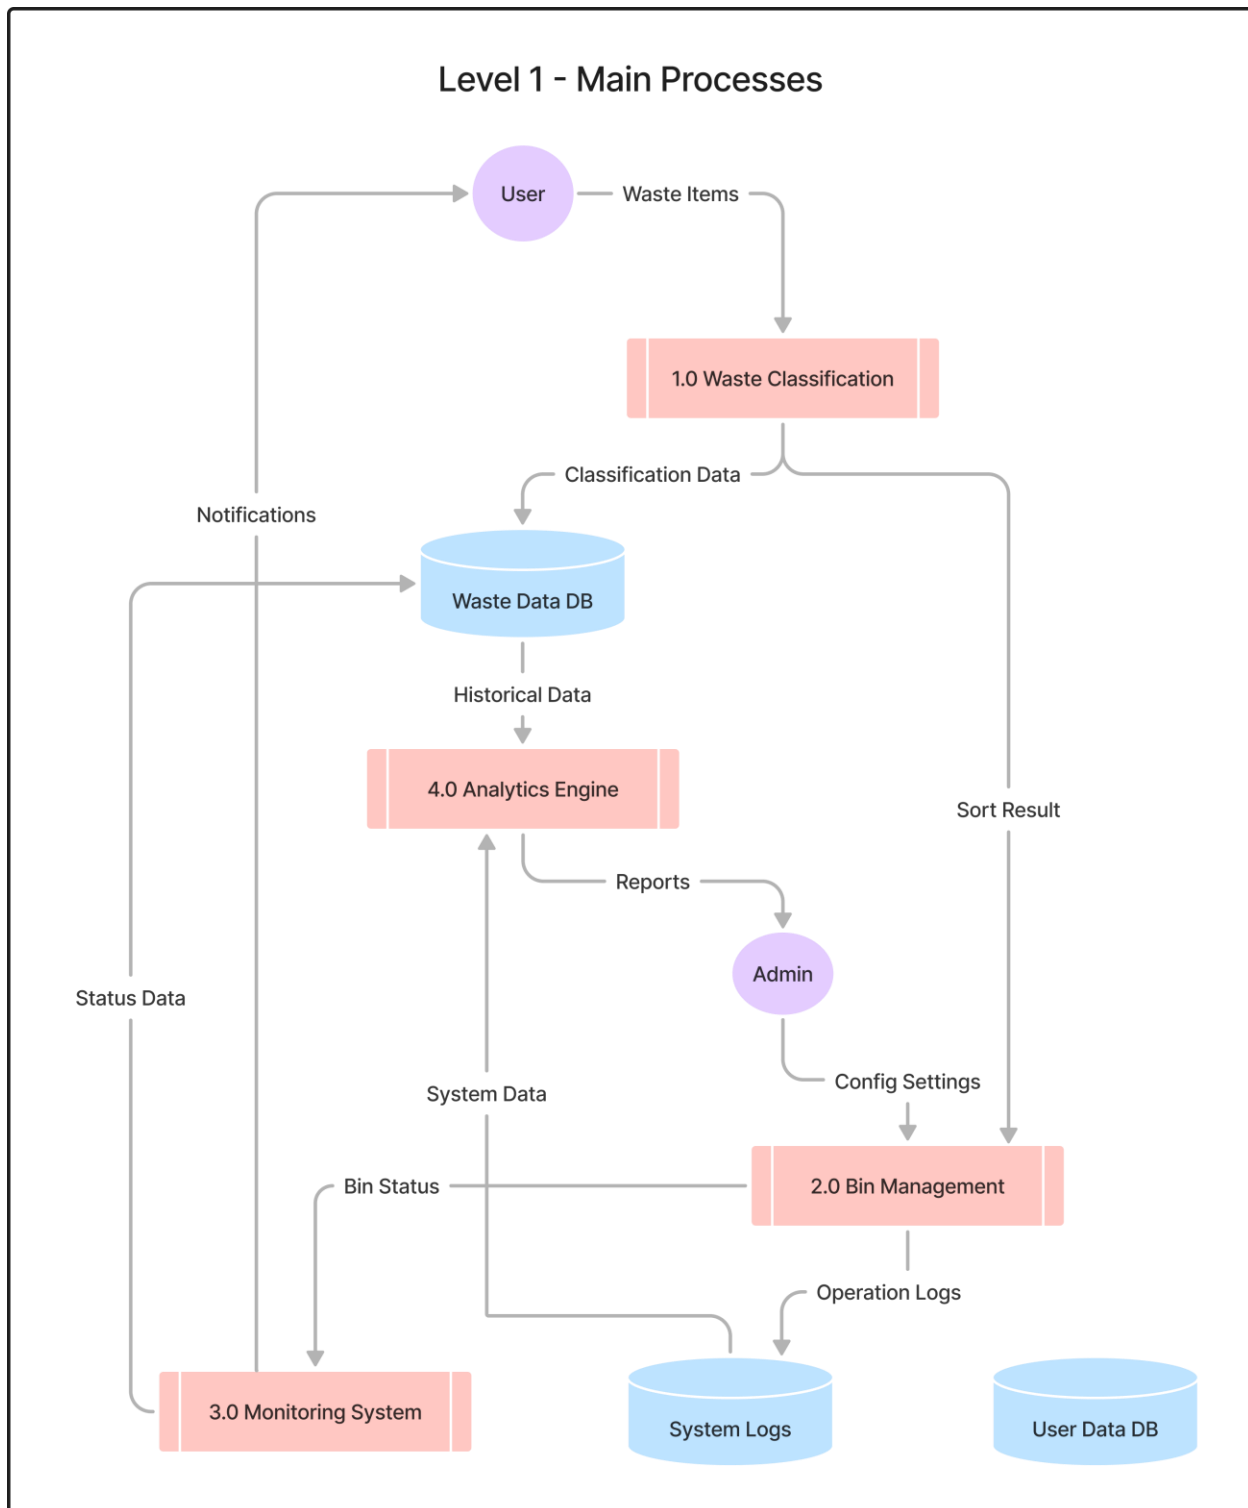 Level 1 - Main Processes
User
Waste Items
1.0 Waste Classification
Classification Data
Notifications
Waste Data DB
Historical Data
4.0 Analytics Engine
Sort Result
Reports
Admin
Status Data
Config Settings
System Data
Bin Status
2.0 Bin Management
Operation Logs
3.0 Monitoring System
System Logs
User Data DB